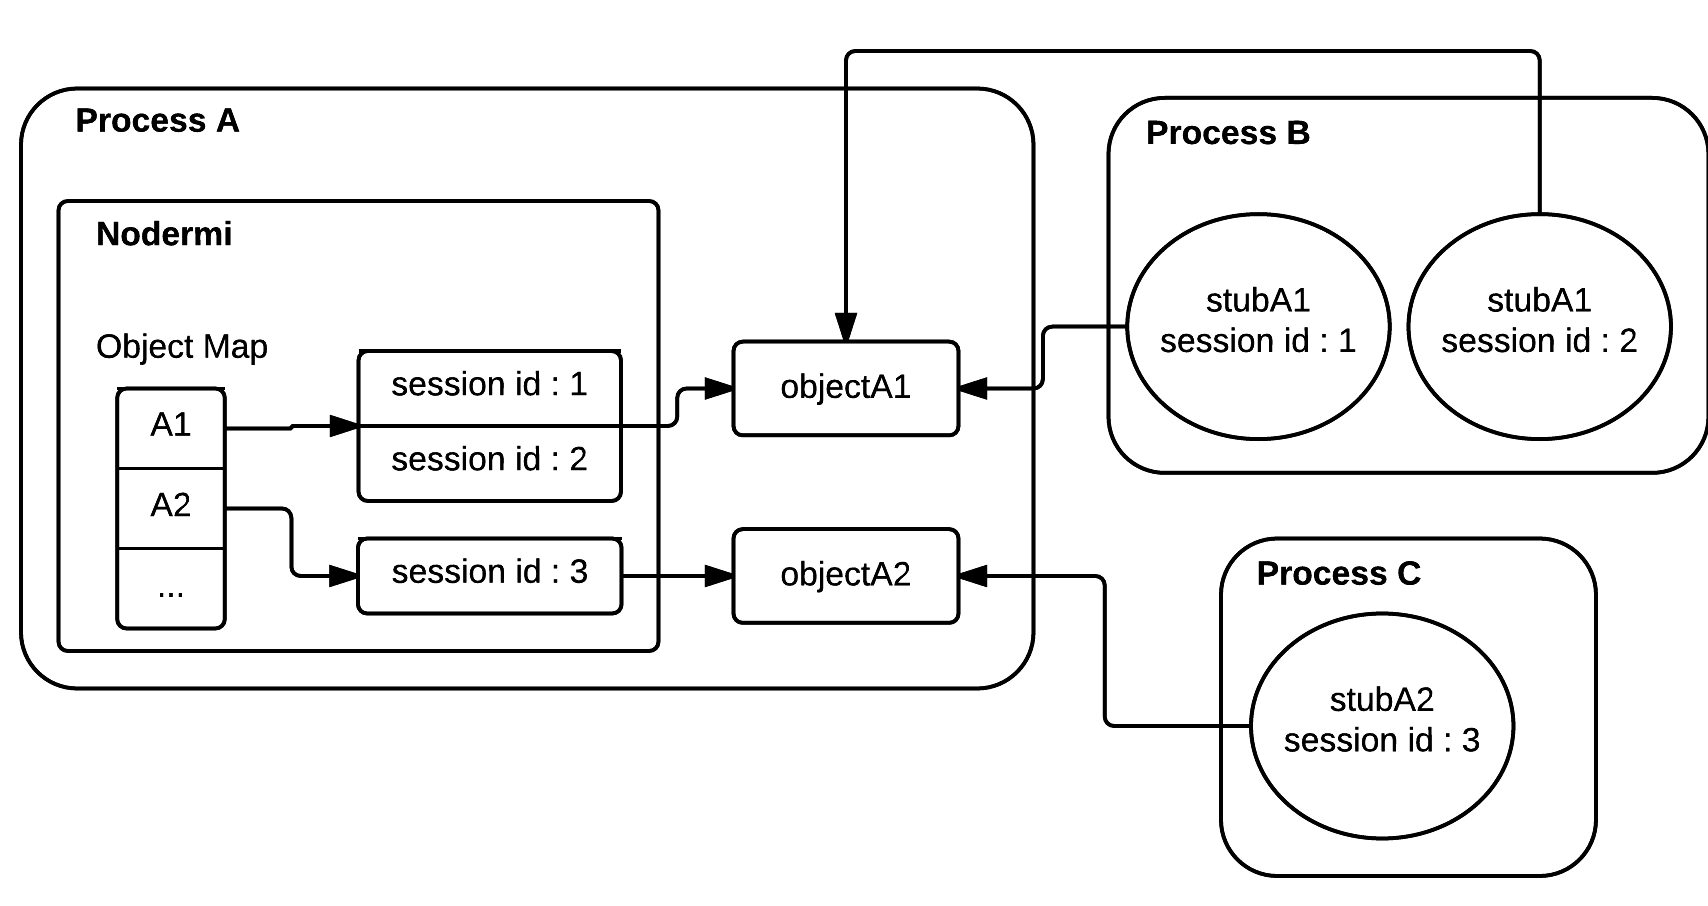 Process A
Nodermi
Object Map
A1
A2
...
session id : 1
session id : 2
session id : 3
objectA1
objectA2
Process B
stubA1
session id : 1
stubA1
session id : 2
Process C
stubA2
session id : 3